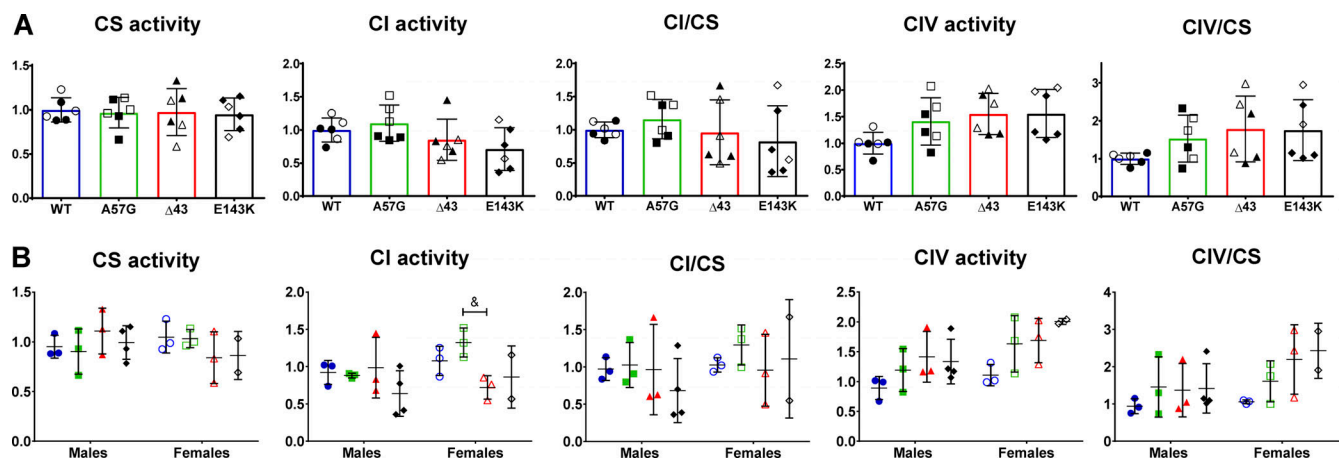 A
CS activity
CI activity
CI/CS
CIV activity
CIV/CS
1.5
1.0
0.5
0.0
WT A57G Δ43 E143K
2.0
1.5
1.0
0.5
0.0
WT A57G Δ43 E143K
2.0
1.5
1.0
0.5
0.0
WT A57G Δ43 E143K
2.5
2.0
1.5
1.0
0.5
0.0
WT A57G Δ43 E143K
3
2
1
0
WT A57G Δ43 E143K
B
CS activity
CI activity
CI/CS
CIV activity
CIV/CS
1.5
1.0
0.5
0.0
Males Females
2.0
1.5
1.0
0.5
0.0
&
Males Females
2.0
1.5
1.0
0.5
0.0
Males Females
2.5
2.0
1.5
1.0
0.5
0.0
Males Females
4
3
2
1
0
Males Females